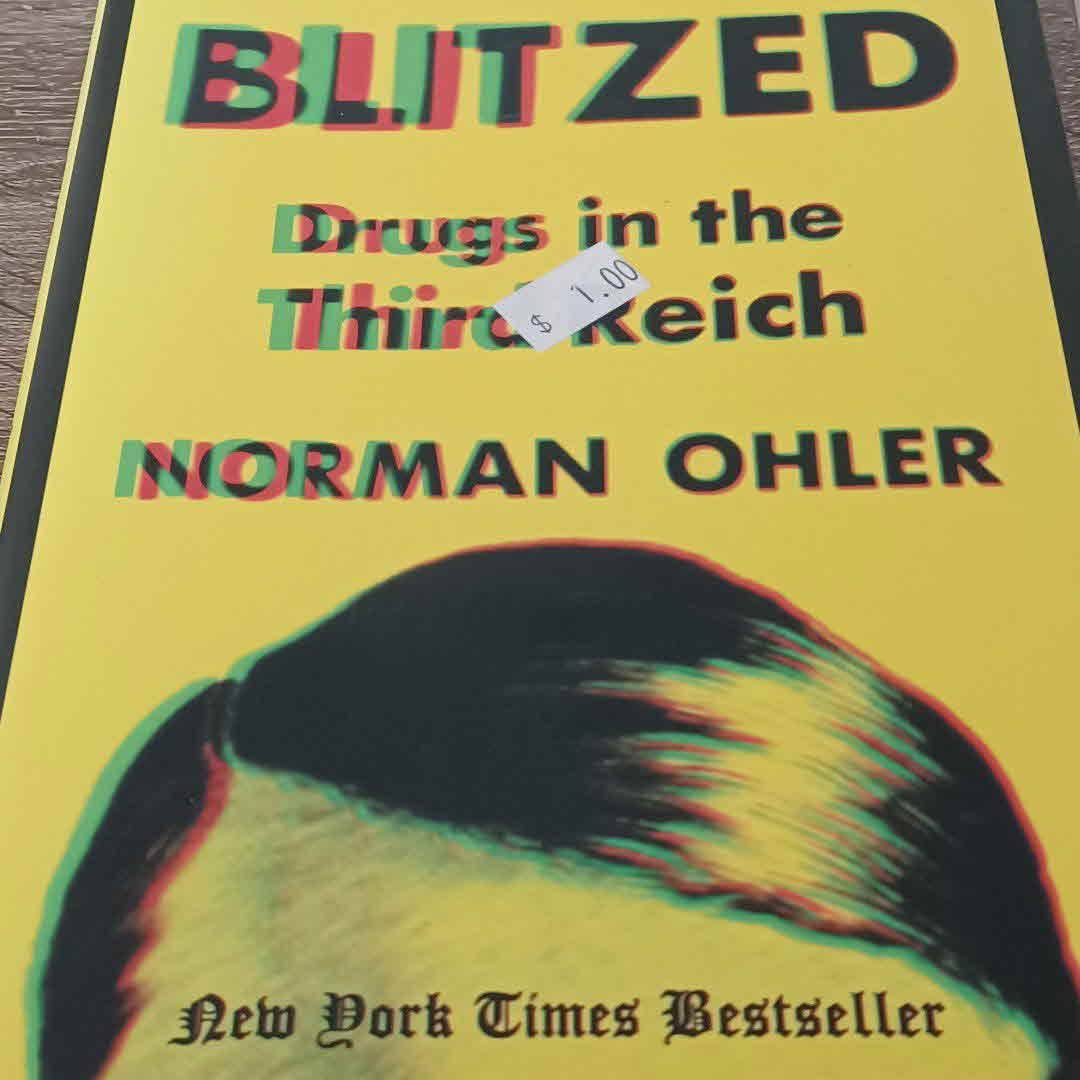 BLITZED
Drugs in the
$ 1.00
Third Reich
NORMAN OHLER
New York Times Bestseller